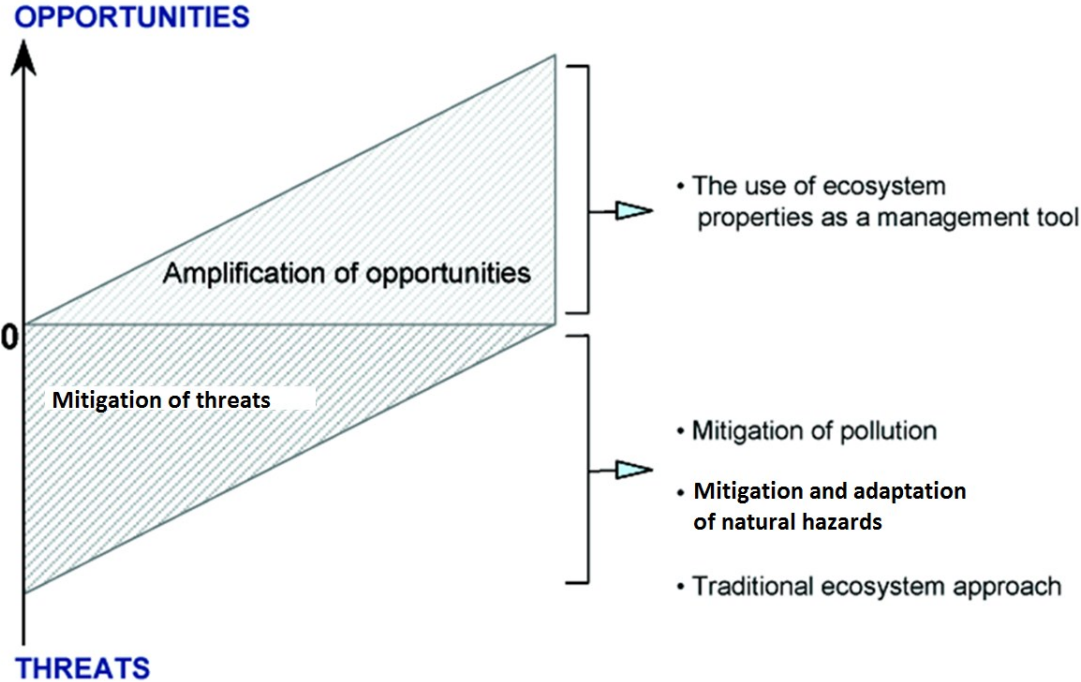 OPPORTUNITIES
• The use of ecosystem
properties as a management tool
Amplification of opportunities
0
Mitigation of threats
• Mitigation of pollution
• Mitigation and adaptation
of natural hazards
• Traditional ecosystem approach
THREATS